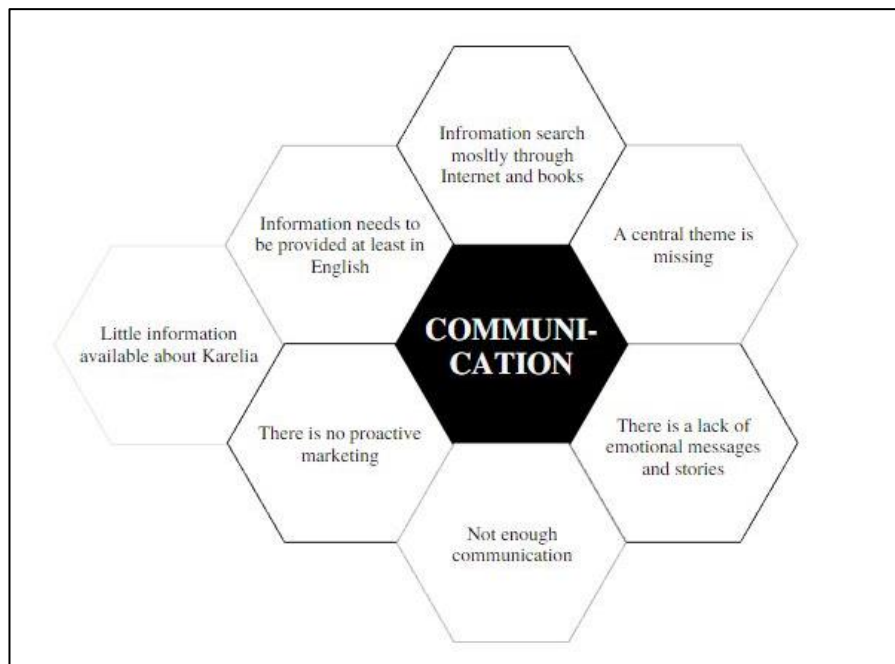 Infromation search
mosltly through
Internet and books
Information needs to
be provided at least in
English
A central theme is
missing
Little information
available about Karelia
COMMUNI-
CATION
There is no proactive
marketing
There is a lack of
emotional messages
and stories
Not enough
communication